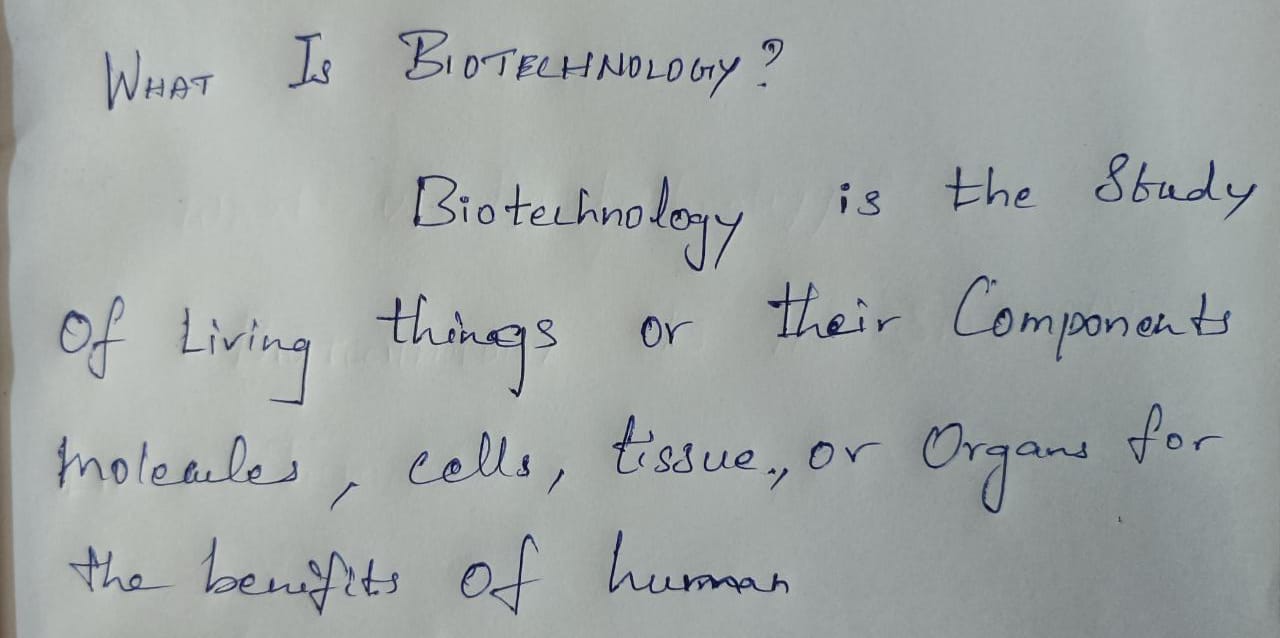 WHAT Is BIOTECHNOLOGY?
Biotechnology is the Study
Of Living things or their Components
molecules, cells, tissue., or Organs for
the benifits of human